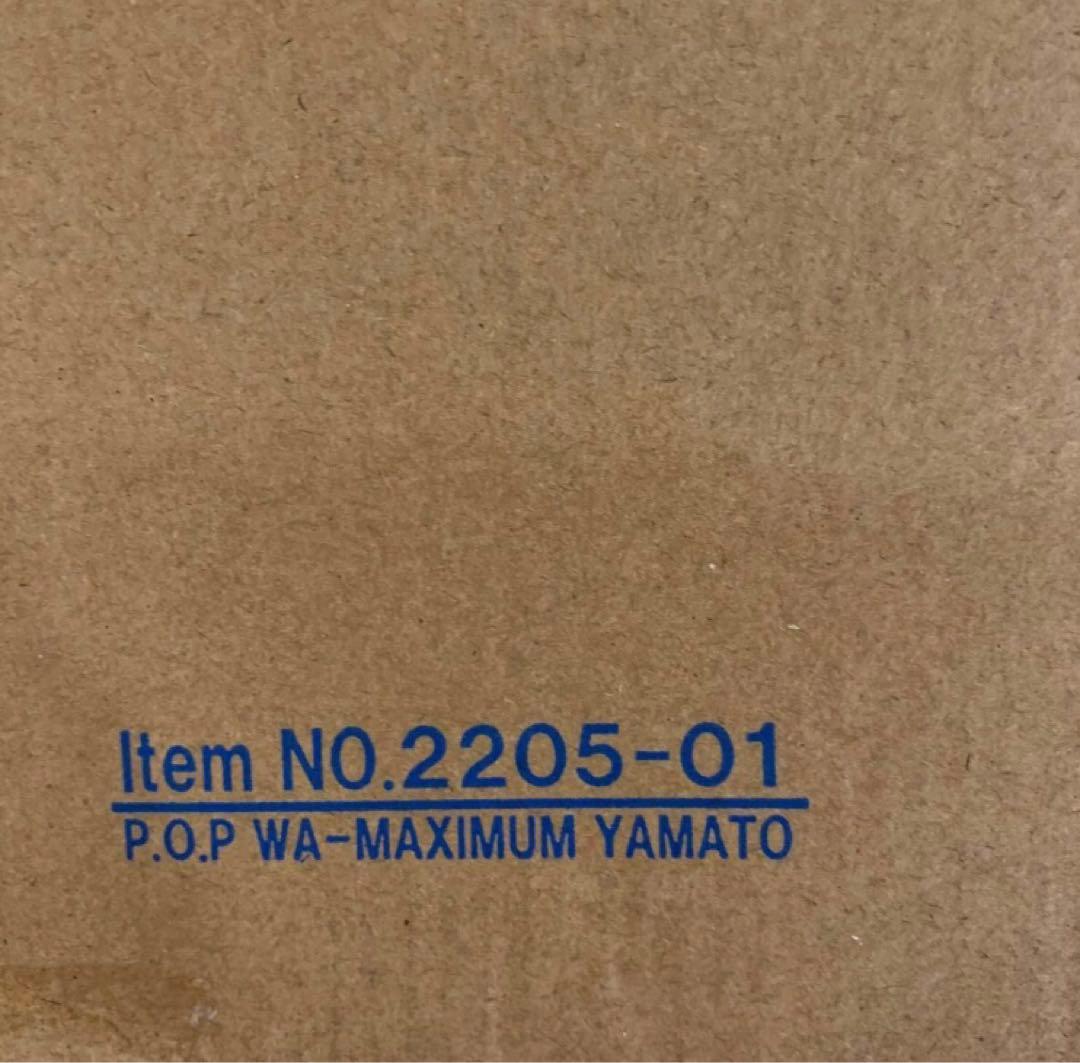 Item NO.2205-01
P.O.P WA-MAXIMUM YAMATO